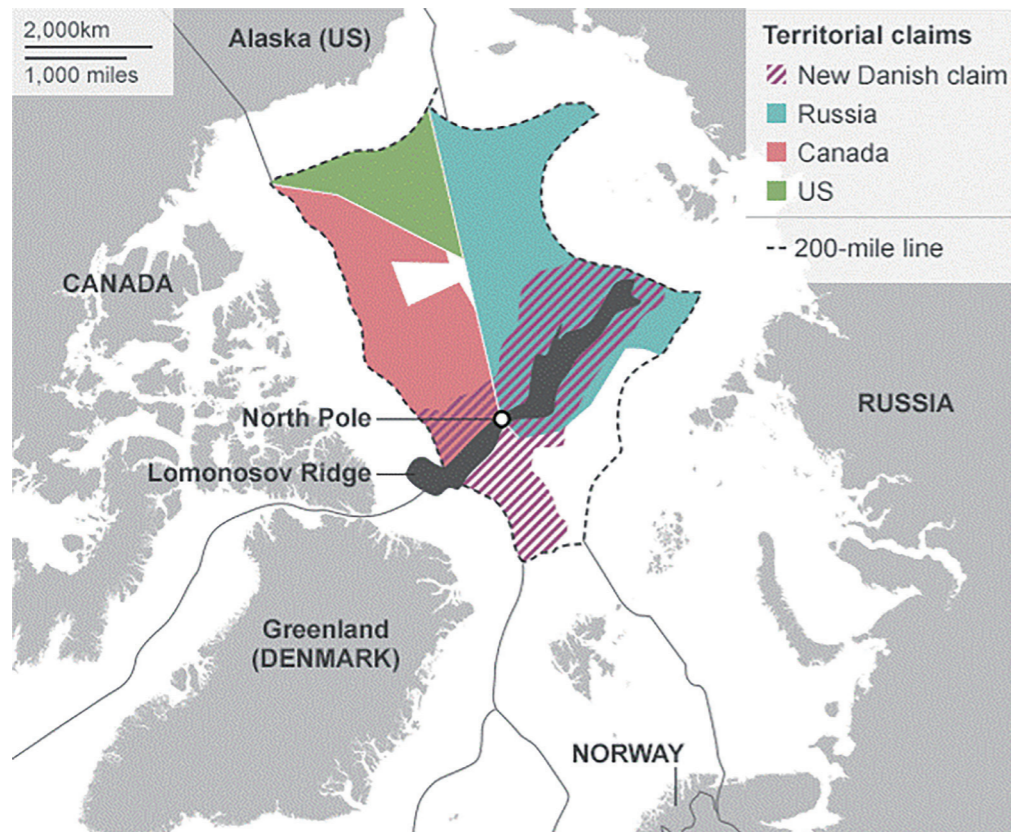 2,000km
1,000 miles
Alaska (US)
Territorial claims
New Danish claim
Russia
Canada
US
200-mile line
CANADA
RUSSIA
North Pole
Lomonosov Ridge
Greenland
(DENMARK)
NORWAY